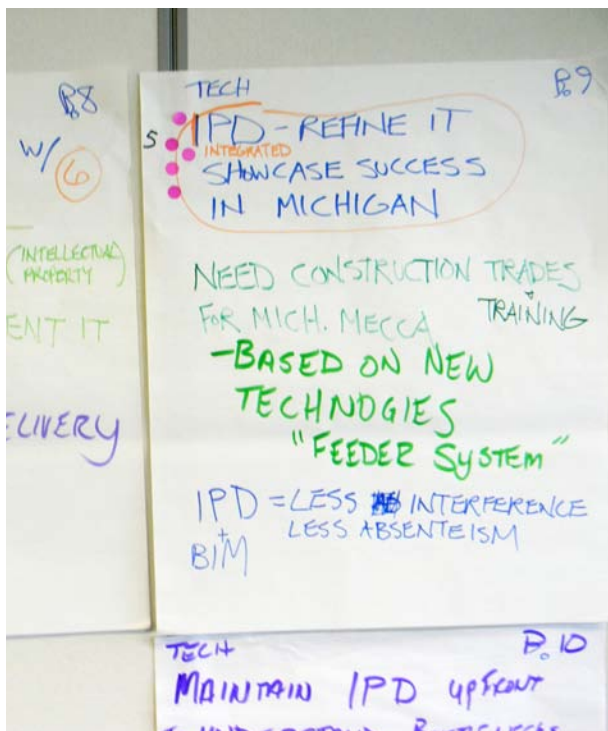 P.8
W/ 6
(INTELLECTUAL
PROPERTY)
ENT IT
ELIVERY
TECH P.9
5 IPD - REFINE IT
INTEGRATED
SHOWCASE SUCCESS
IN MICHIGAN
NEED CONSTRUCTION TRADES
+ TRAINING
FOR MICH. MECCA
- BASED ON NEW
TECHNOGIES
"FEEDER SYSTEM"
IPD = LESS INTERFERENCE
+ LESS ABSENTEISM
BIM
TECH P.10
MAINTAIN IPD UPFRONT